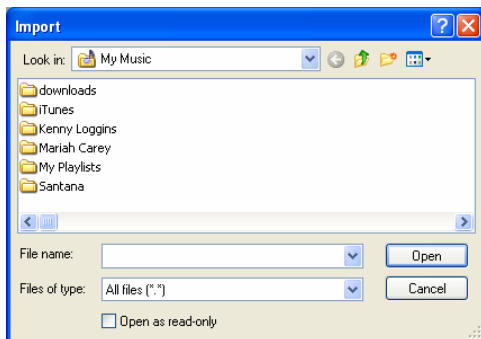 Import
Look in: My Music
downloads
iTunes
Kenny Loggins
Mariah Carey
My Playlists
Santana
File name: Open
Files of type: All files (*.*) Cancel
Open as read-only